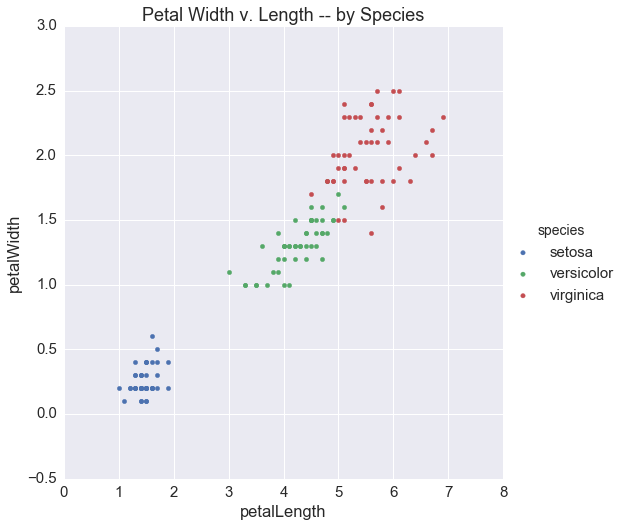 Petal Width v. Length -- by Species
3.0
2.5
2.0
1.5
1.0
0.5
0.0
−0.5
petalWidth
0 1 2 3 4 5 6 7 8
petalLength
species
setosa
versicolor
virginica